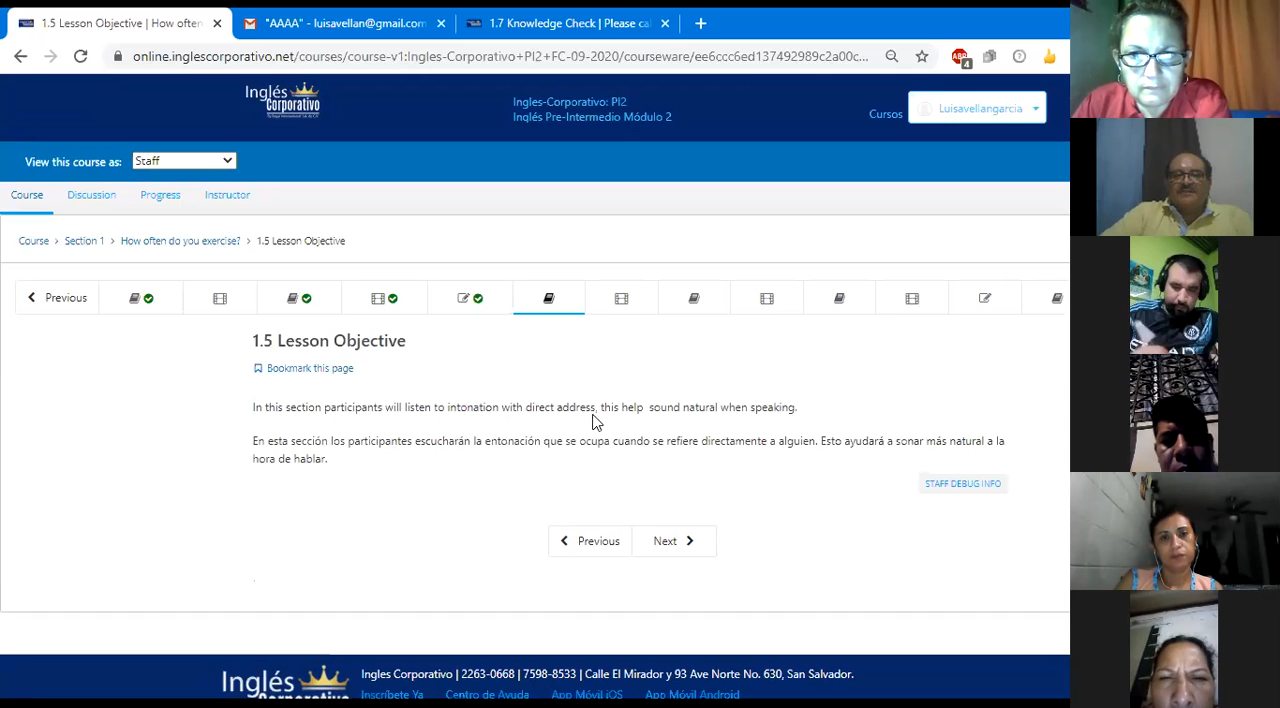 1.5 Lesson Objective | How often
"AAAA" - luisavellan@gmail.com
1.7 Knowledge Check | Please ca
online.inglescorporativo.net/courses/course-v1:Ingles-Corporativo+PI2+FC-09-2020/courseware/ee6ccc6ed137492989c2a00c...
ABP
4
Inglés
Corporativo
Ingles-Corporativo: PI2
Inglés Pre-Intermedio Módulo 2
Cursos
Luisavellangarcia
View this course as:
Staff
Course
Discussion
Progress
Instructor
Course > Section 1 > How often do you exercise? > 1.5 Lesson Objective
Previous
1.5 Lesson Objective
Bookmark this page
In this section participants will listen to intonation with direct address, this help sound natural when speaking.
En esta sección los participantes escucharán la entonación que se ocupa cuando se refiere directamente a alguien. Esto ayudará a sonar más natural a la
hora de hablar.
STAFF DEBUG INFO
Previous
Next
Inglés
Corporativo
Ingles Corporativo | 2263-0668 | 7598-8533 | Calle El Mirador y 93 Ave Norte No. 630, San Salvador.
Inscríbete Ya
Centro de Ayuda
App Móvil iOS
App Móvil Android